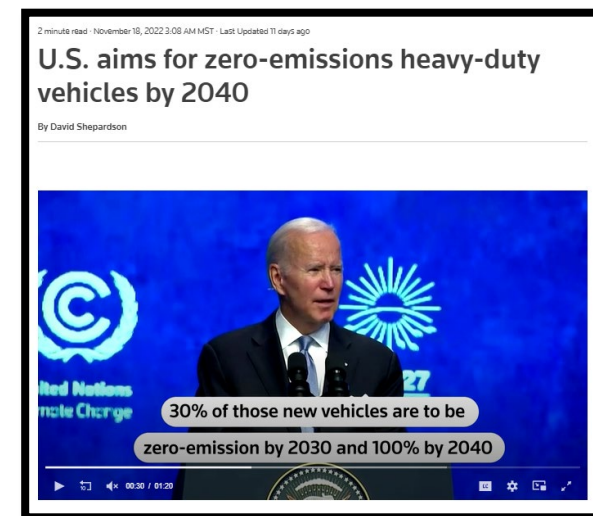 2 minute read · November 18, 2022 3:08 AM MST · Last Updated 11 days ago
U.S. aims for zero-emissions heavy-duty
vehicles by 2040
By David Shepardson
27
ited Nations
mate Change
30% of those new vehicles are to be
zero-emission by 2030 and 100% by 2040
00:30 / 01:20